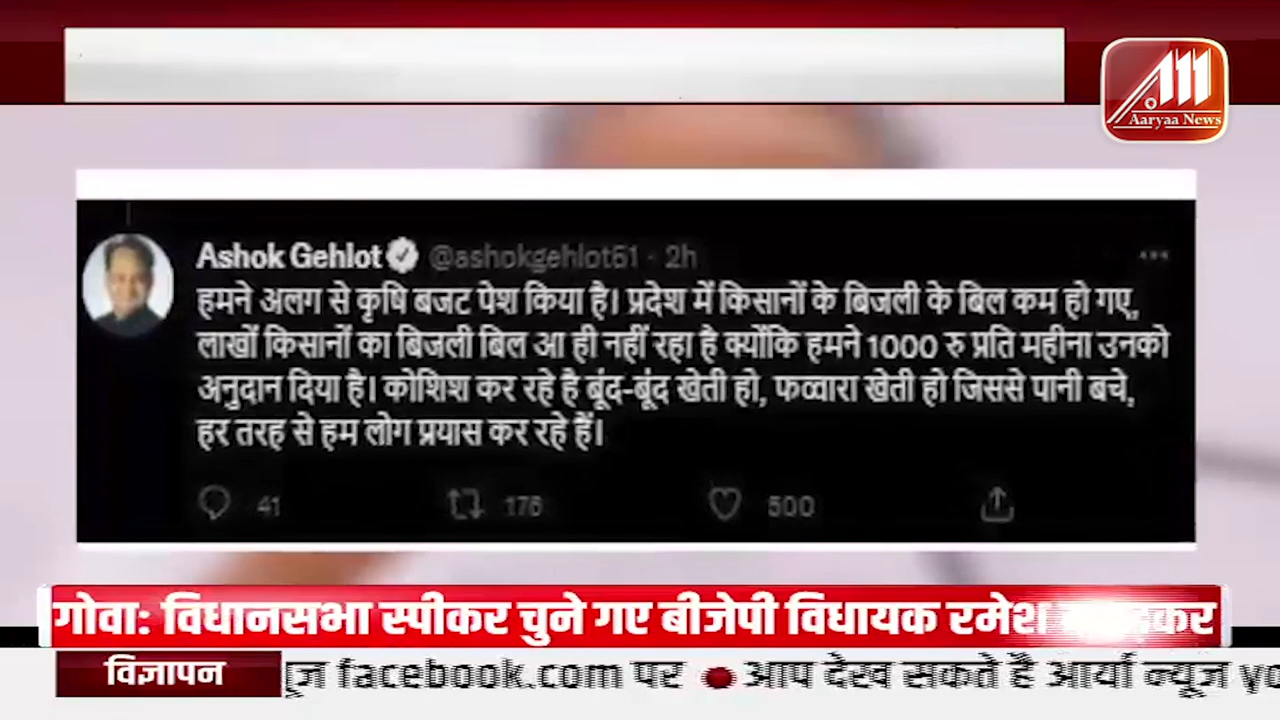 Aaryaa News
Ashok Gehlot @ashokgehlot51 · 2h
हमने अलग से कृषि बजट पेश किया है। प्रदेश में किसानों के बिजली के बिल कम हो गए,
लाखों किसानों का बिजली बिल आ ही नहीं रहा है क्योंकि हमने 1000 रु प्रति महीना उनको
अनुदान दिया है। कोशिश कर रहे है बूंद-बूंद खेती हो, फव्वारा खेती हो जिससे पानी बचे,
हर तरह से हम लोग प्रयास कर रहे हैं।
41 176 500
गोवा: विधानसभा स्पीकर चुने गए बीजेपी विधायक रमेश
विज्ञापन
facebook.com पर ● आप देख सकते है आर्या न्यूज